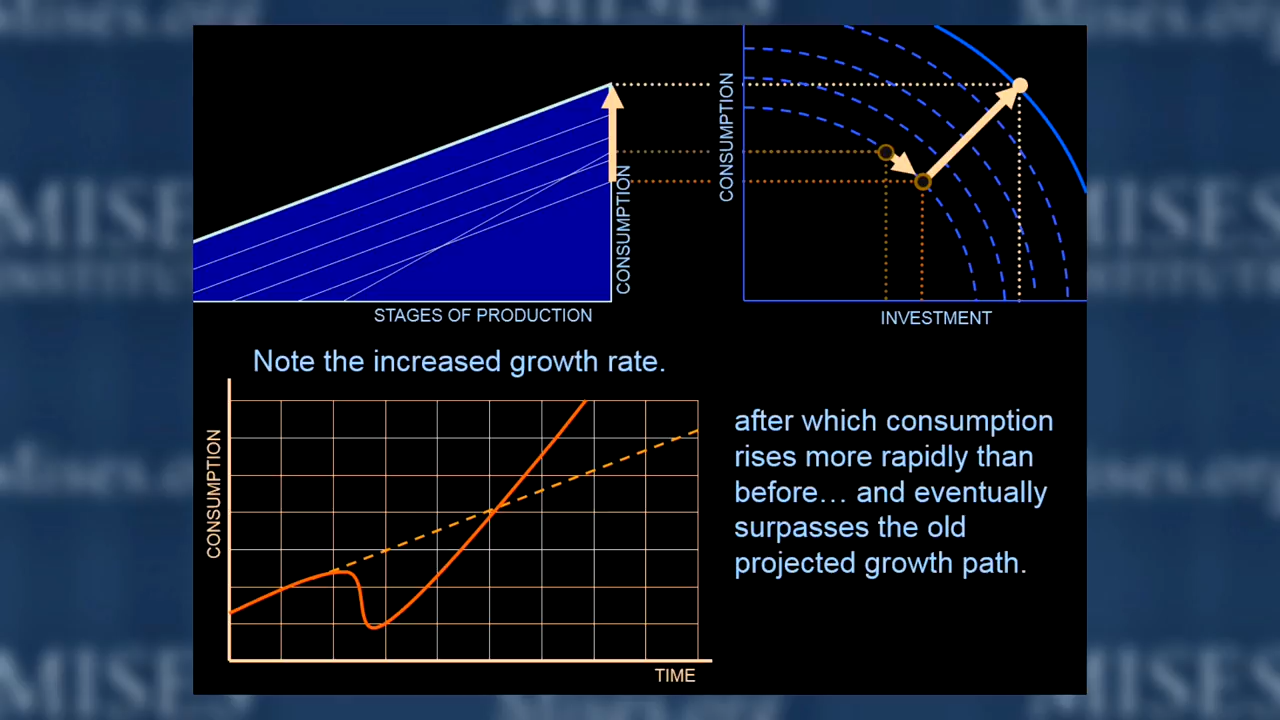 CONSUMPTION
STAGES OF PRODUCTION
CONSUMPTION
INVESTMENT
Note the increased growth rate.
CONSUMPTION
TIME
after which consumption
rises more rapidly than
before… and eventually
surpasses the old
projected growth path.